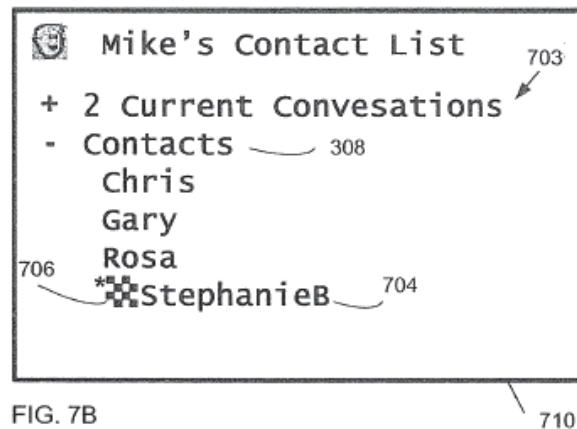 Mike's Contact List
703
+ 2 Current Convesations
- Contacts 308
Chris
Gary
Rosa
706 *StephanieB 704
FIG. 7B
710